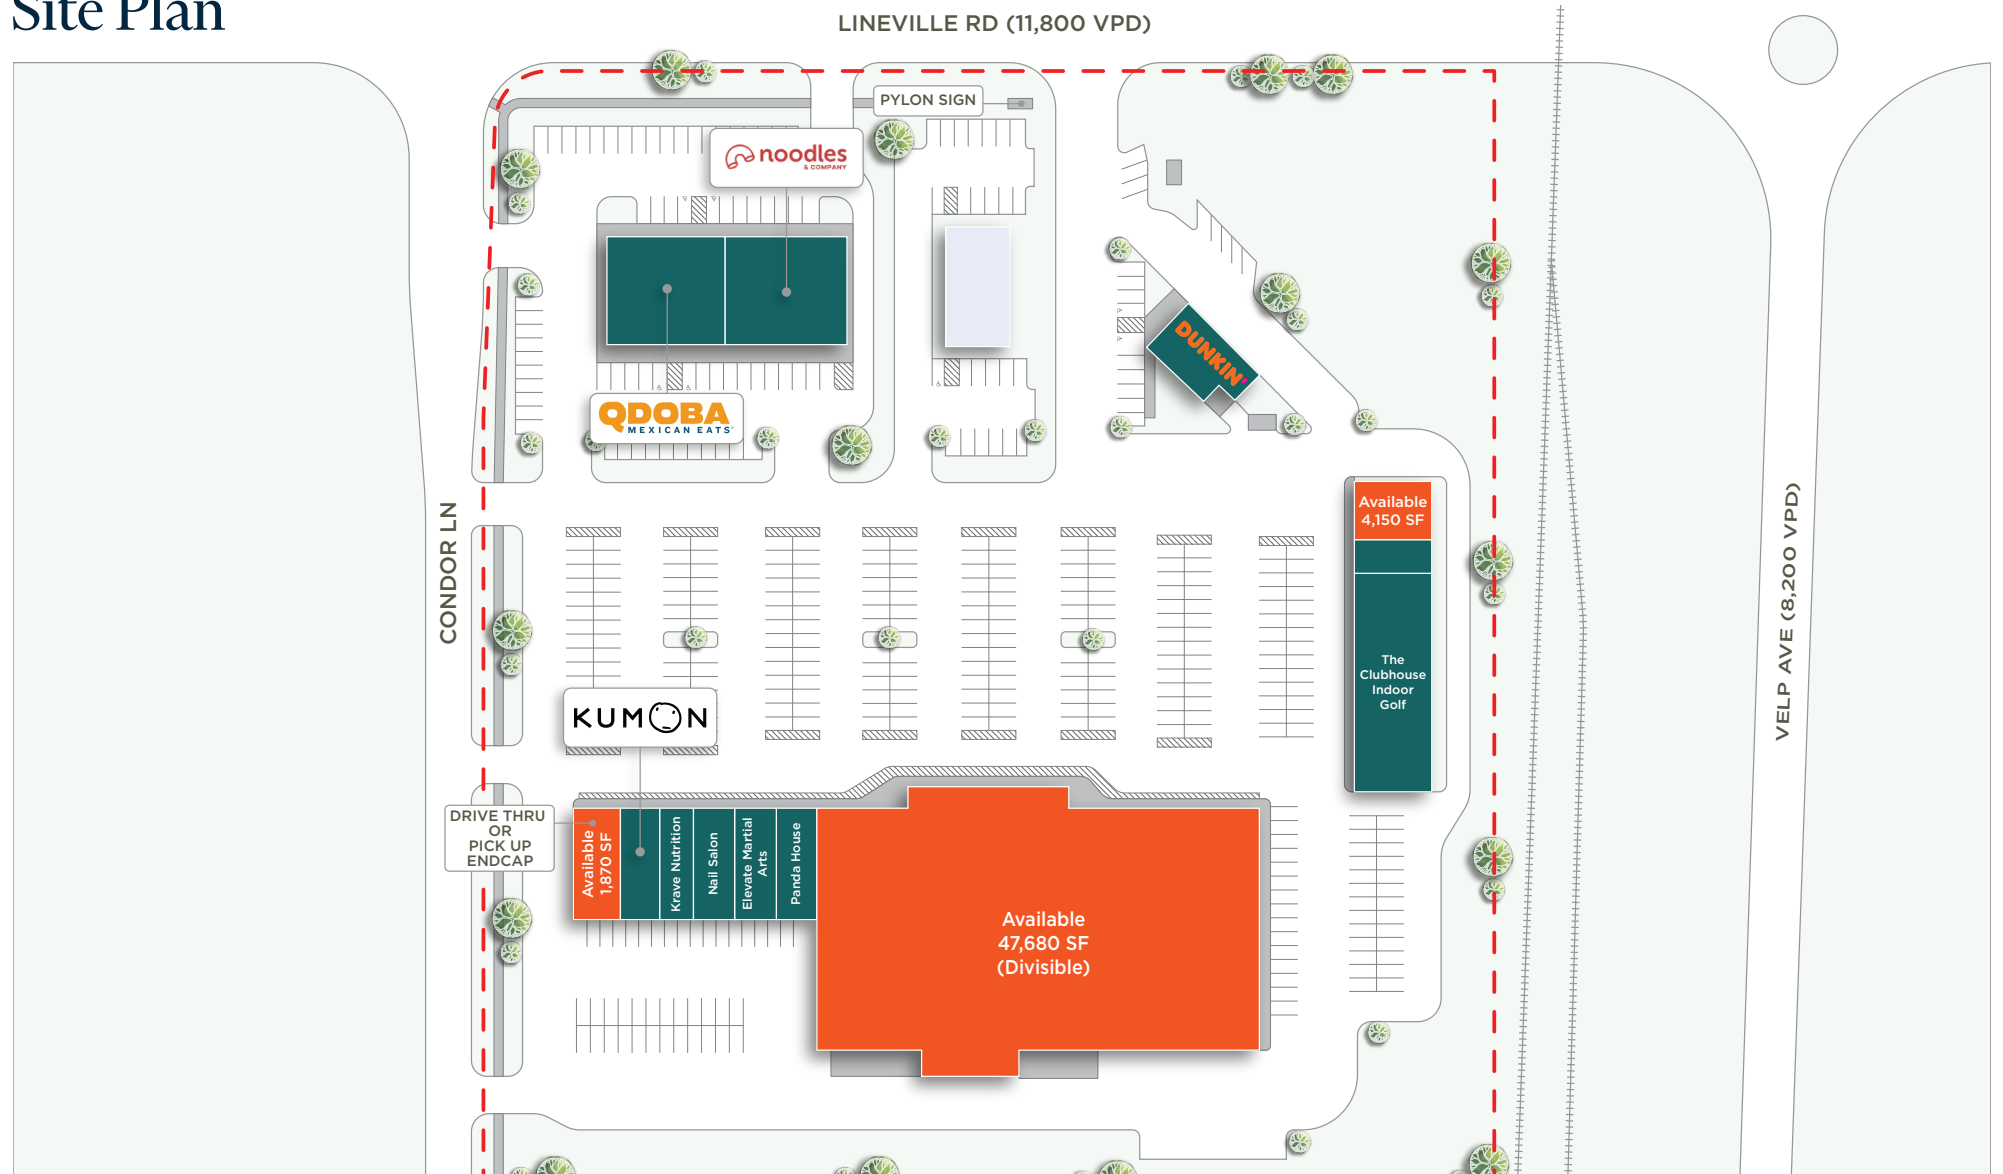 Site Plan
LINEVILLE RD (11,800 VPD)
PYLON SIGN
noodles
& COMPANY
DUNKIN'
QDOBA
MEXICAN EATS
Available
4,150 SF
CONDOR LN
VELP AVE (8,200 VPD)
The
Clubhouse
Indoor
Golf
KUMON
DRIVE THRU
OR
PICK UP
ENDCAP
Available
1,870 SF
Krave Nutrition
Nail Salon
Elevate Martial
Arts
Panda House
Available
47,680 SF
(Divisible)